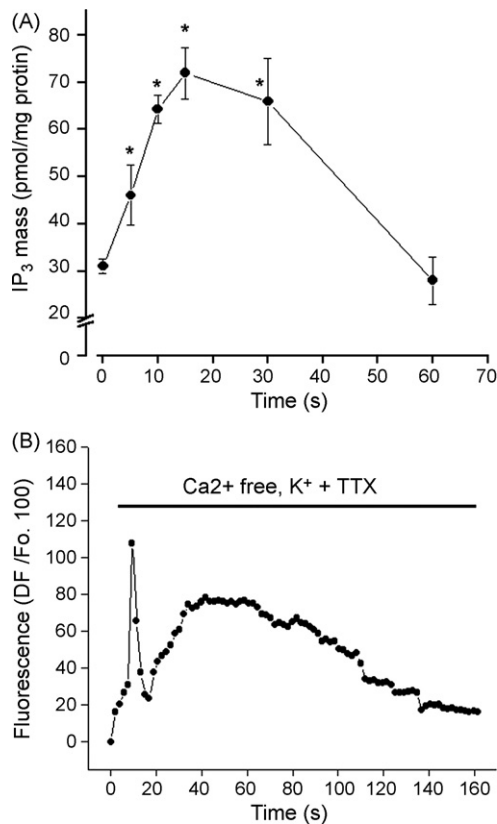 (A)
80
70
60
50
40
30
20
0
IP3 mass (pmol/mg protin)
* * * * *
0 10 20 30 40 50 60 70
Time (s)
(B)
160
140
120
100
80
60
40
20
0
Fluorescence (DF /Fo. 100)
Ca2+ free, K+ + TTX
0 20 40 60 80 100 120 140 160
Time (s)